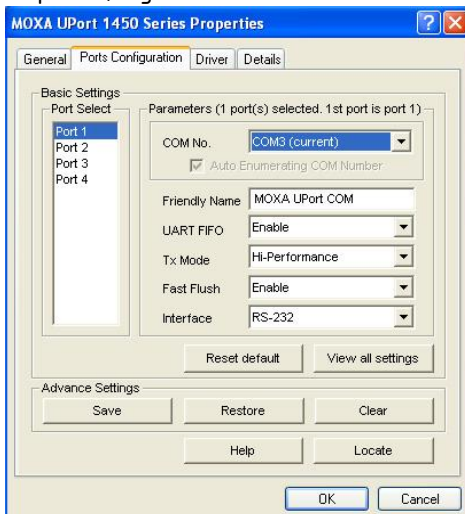 MOXA UPort 1450 Series Properties
General Ports Configuration Driver Details
Basic Settings
Port Select
Port 1
Port 2
Port 3
Port 4
Parameters (1 port(s) selected. 1st port is port 1)
COM No. COM3 (current)
Auto Enumerating COM Number
Friendly Name MOXA UPort COM
UART FIFO Enable
Tx Mode Hi-Performance
Fast Flush Enable
Interface RS-232
Reset default View all settings
Advance Settings
Save Restore Clear
Help Locate
OK Cancel